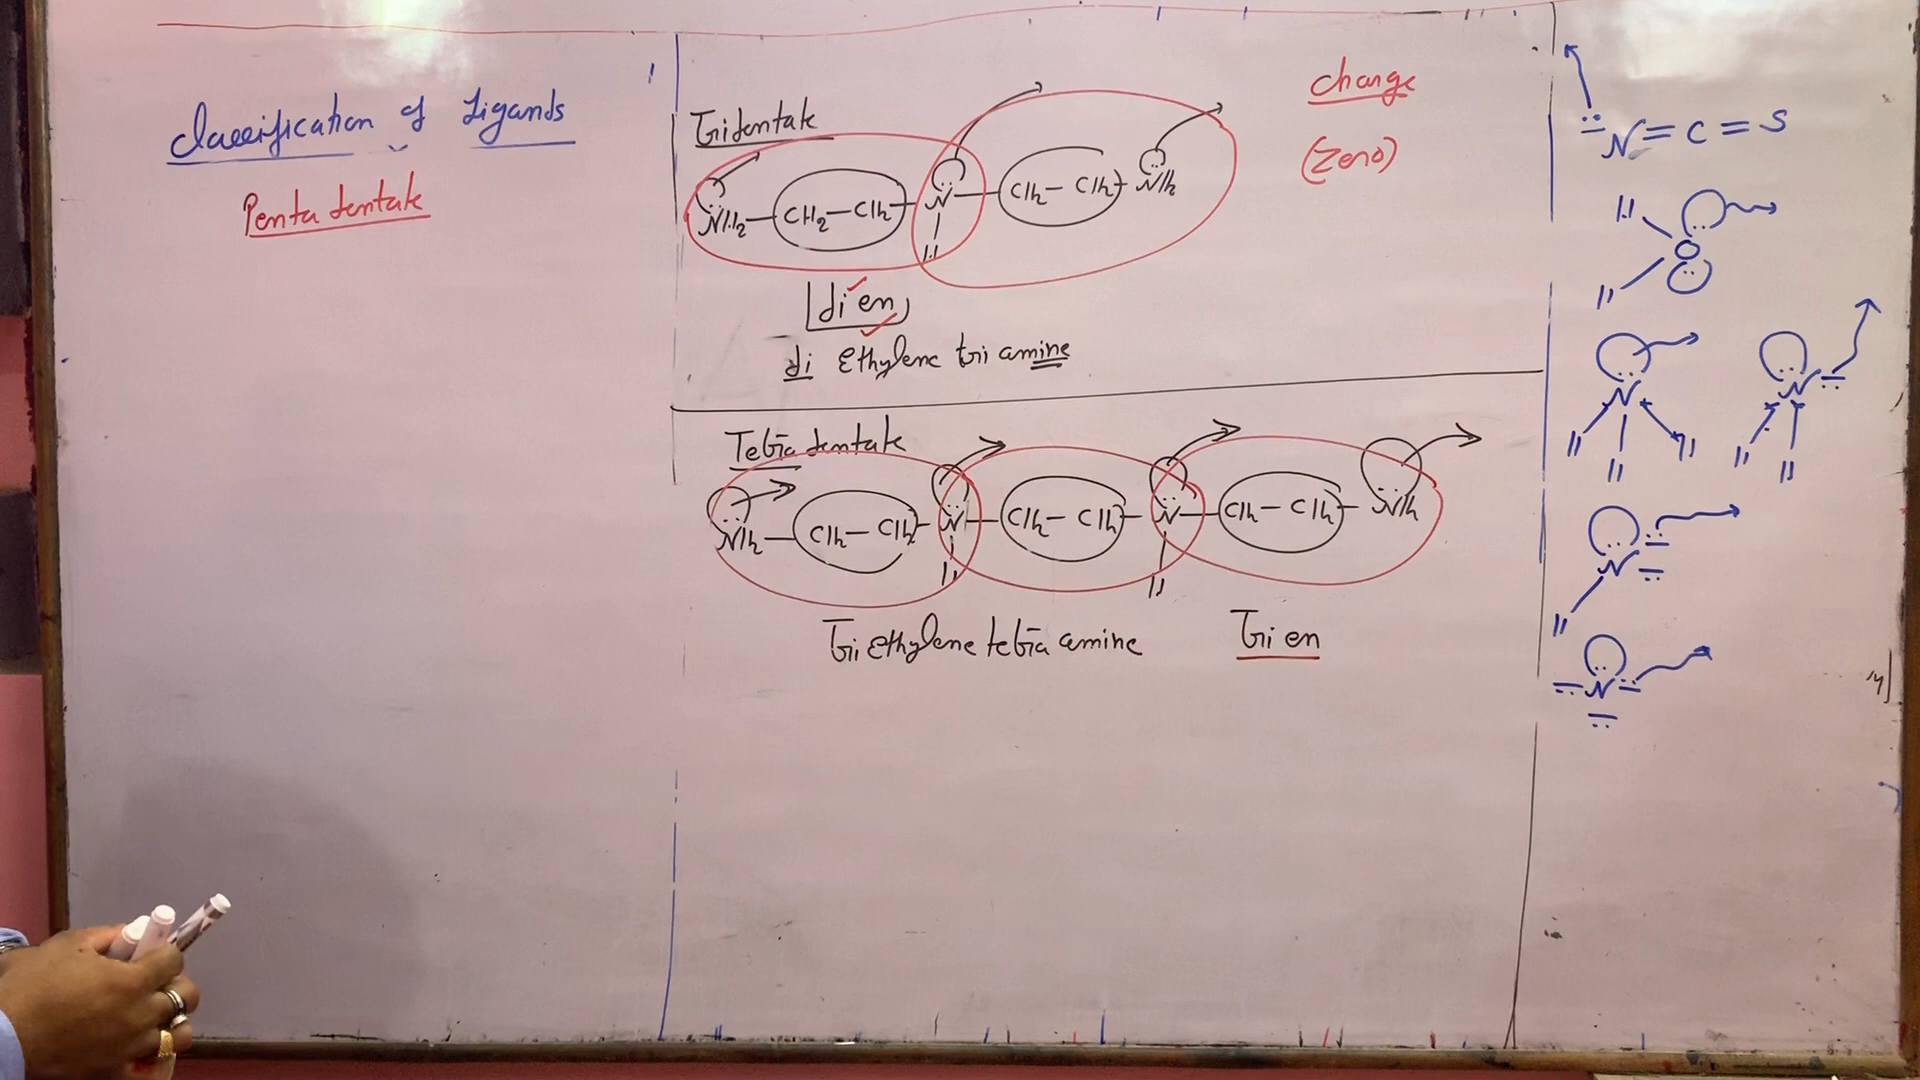 Classification of Ligands
Penta dentate
Tridentate
NH2—CH2—CH2—N—CH2—CH2—NH2
H
di en
di Ethylene tri amine
charge
(Zero)
Tetra dentate
NH2—CH2—CH2—N—CH2—CH2—N—CH2—CH2—NH2
H H
Tri Ethylene tetra amine Tri en
N=C=S
H
O
H
N N
H H H H H
N
H
N